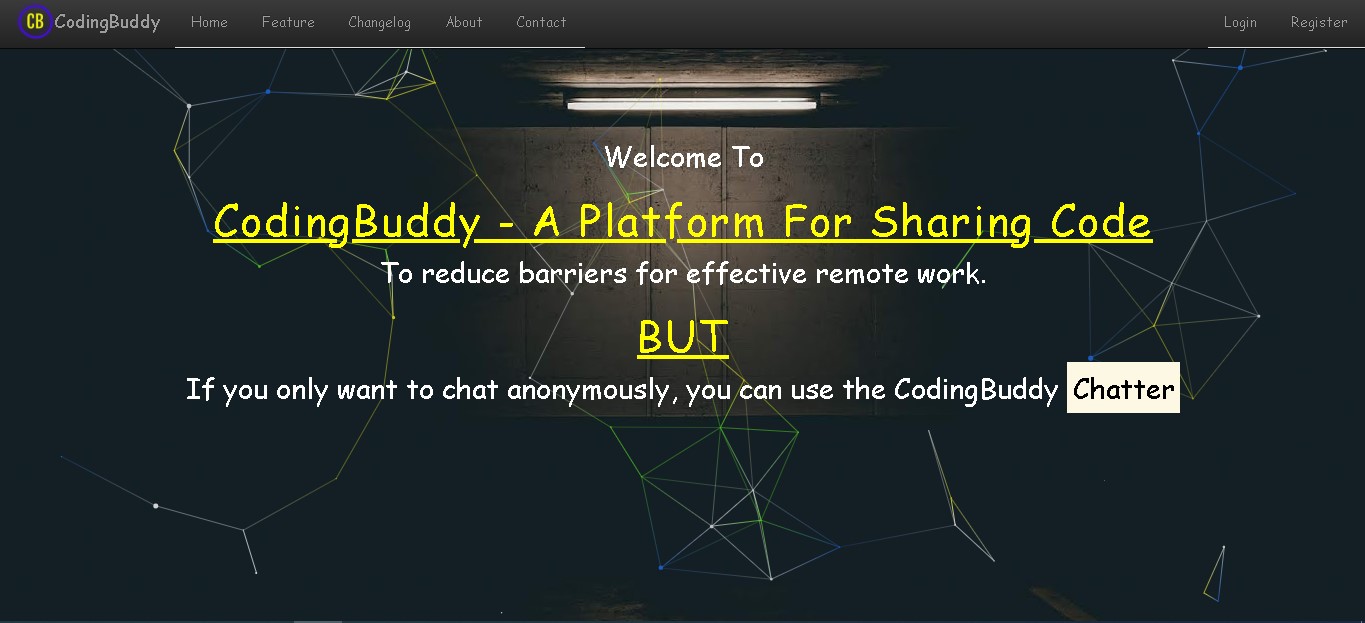 CB CodingBuddy Home Feature Changelog About Contact Login Register
Welcome To
CodingBuddy - A Platform For Sharing Code
To reduce barriers for effective remote work.
BUT
If you only want to chat anonymously, you can use the CodingBuddy Chatter